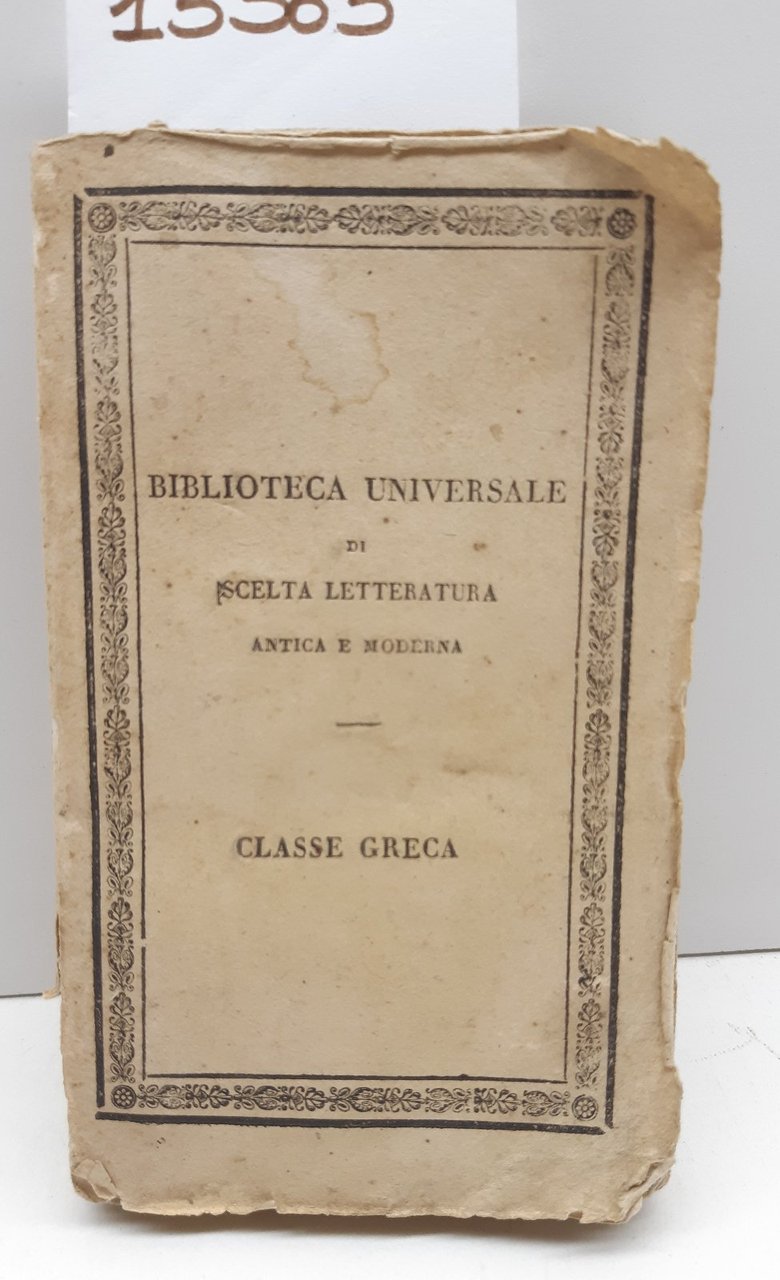 BIBLIOTECA UNIVERSALE
DI
SCELTA LETTERATURA
ANTICA E MODERNA
CLASSE GRECA